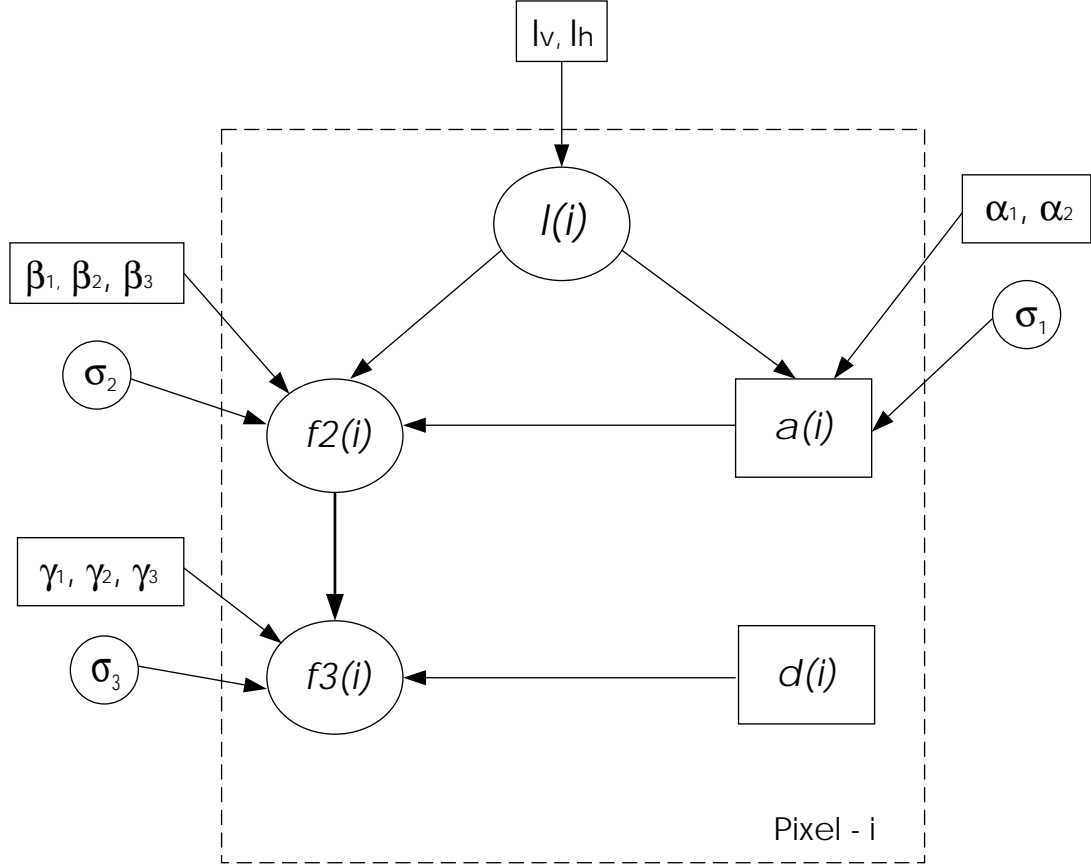 lv, lh
l(i)
α1, α2
β1, β2, β3
σ1
σ2
f2(i)
a(i)
γ1, γ2, γ3
σ3
f3(i)
d(i)
Pixel - i